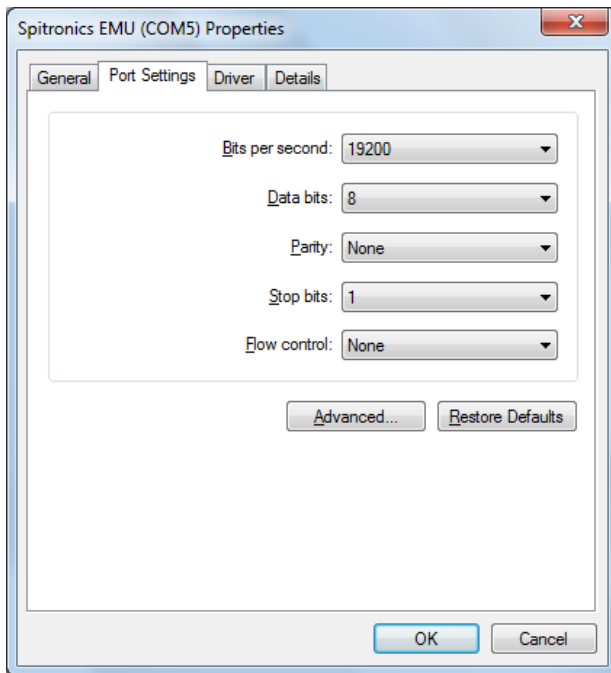 Spitronics EMU (COM5) Properties
General Port Settings Driver Details
Bits per second: 19200
Data bits: 8
Parity: None
Stop bits: 1
Flow control: None
Advanced... Restore Defaults
OK Cancel